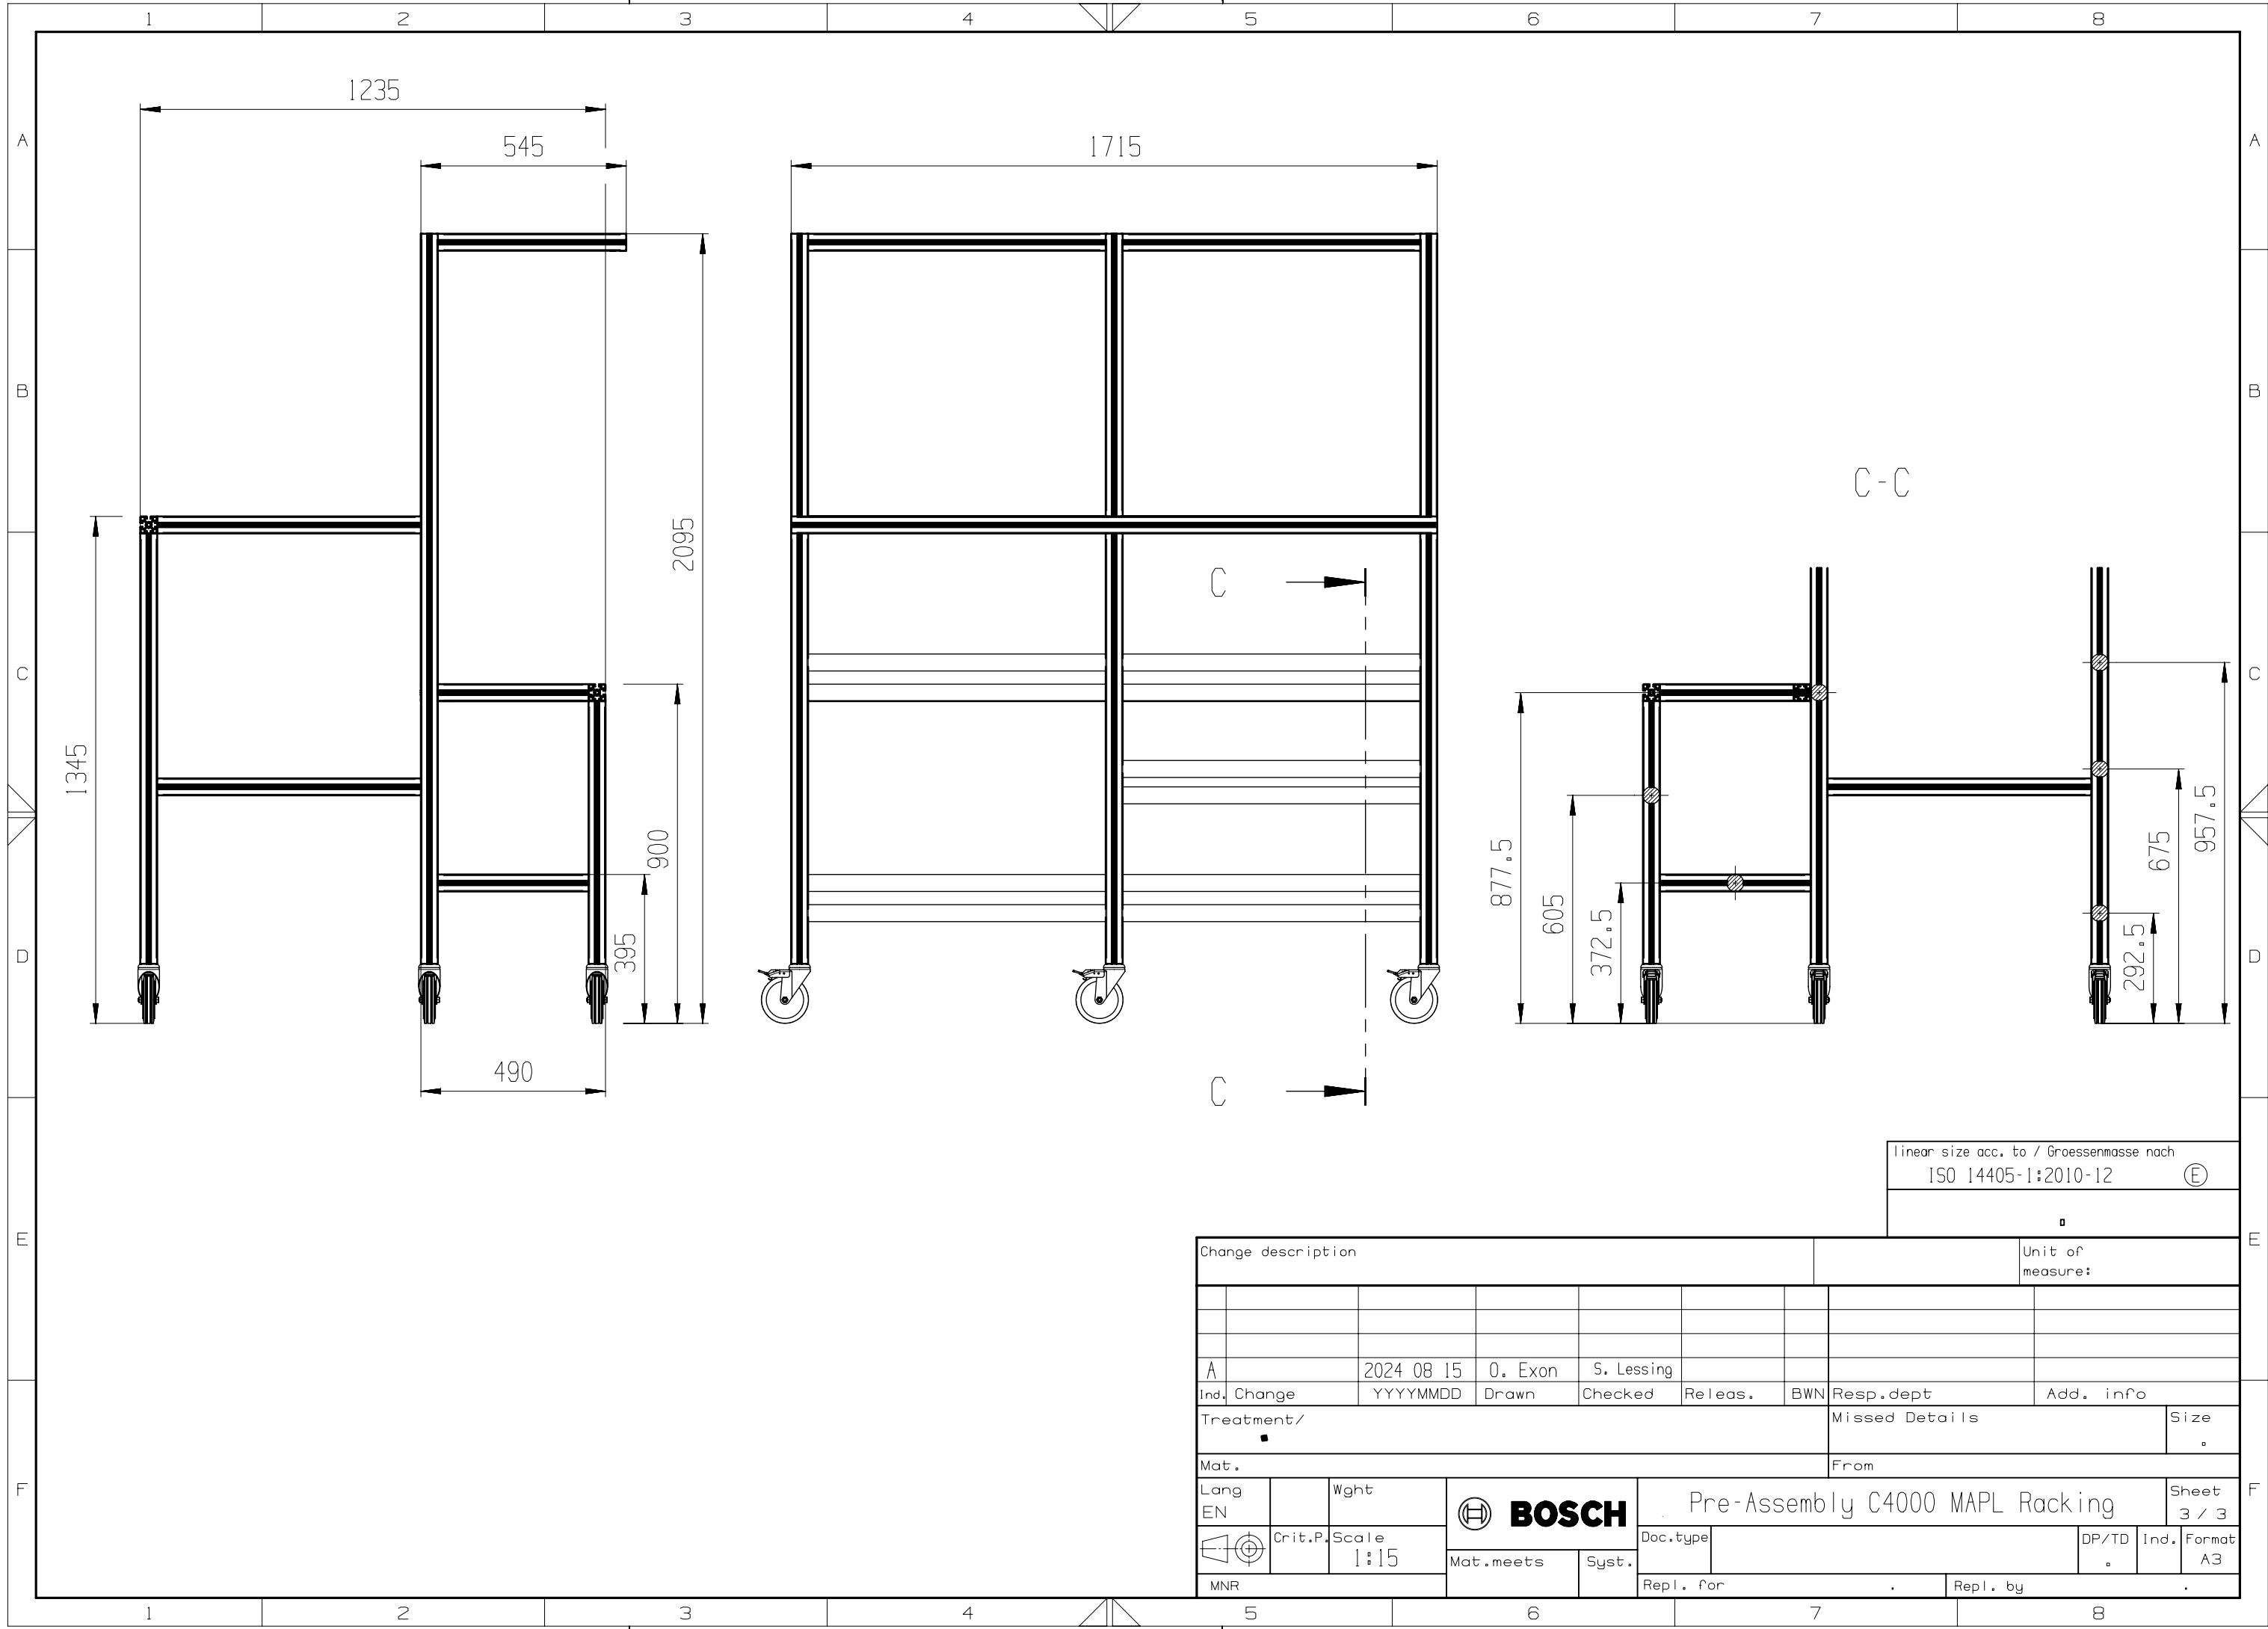 1 2 3 4 5 6 7 8
1235
A 545 1715 A
B B
C-C
2095
C
C C
1345
900
877.5
605
372.5
957.5
675
292.5
395
D D
490
C
linear size acc. to / Groessenmasse nach
ISO 14405-1:2010-12 E
E E
Change description Unit of
measure:
A 2024 08 15 O. Exon S. Lessing
Ind. Change YYYYMMDD Drawn Checked Releas. BWN Resp.dept Add. info
Treatment/ Missed Details Size
Mat. From
F F
Lang Wght BOSCH Pre-Assembly C4000 MAPL Racking Sheet
EN 3 / 3
Crit.P. Scale Doc.type DP/TD Ind. Format
1:15 Mat.meets Syst. A3
MNR Repl. for . Repl. by .
1 2 3 4 5 6 7 8